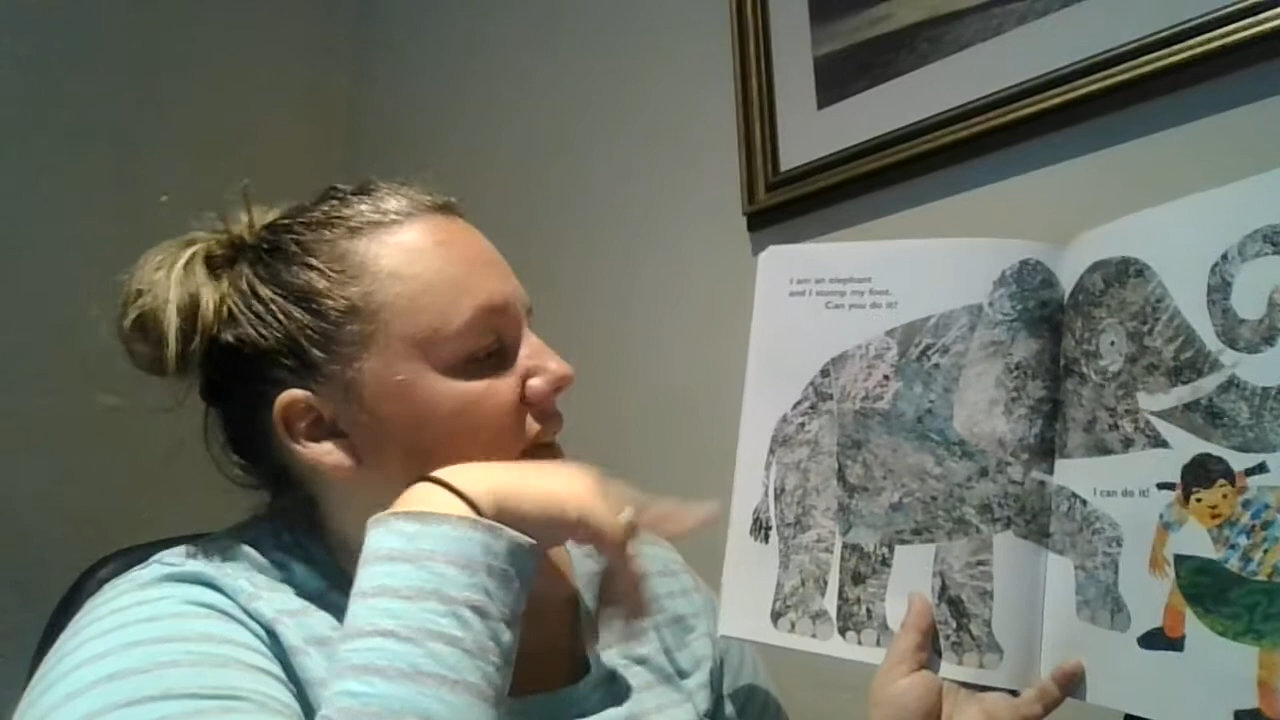 I am an elephant
and I stomp my foot.
Can you do it?
I can do it!